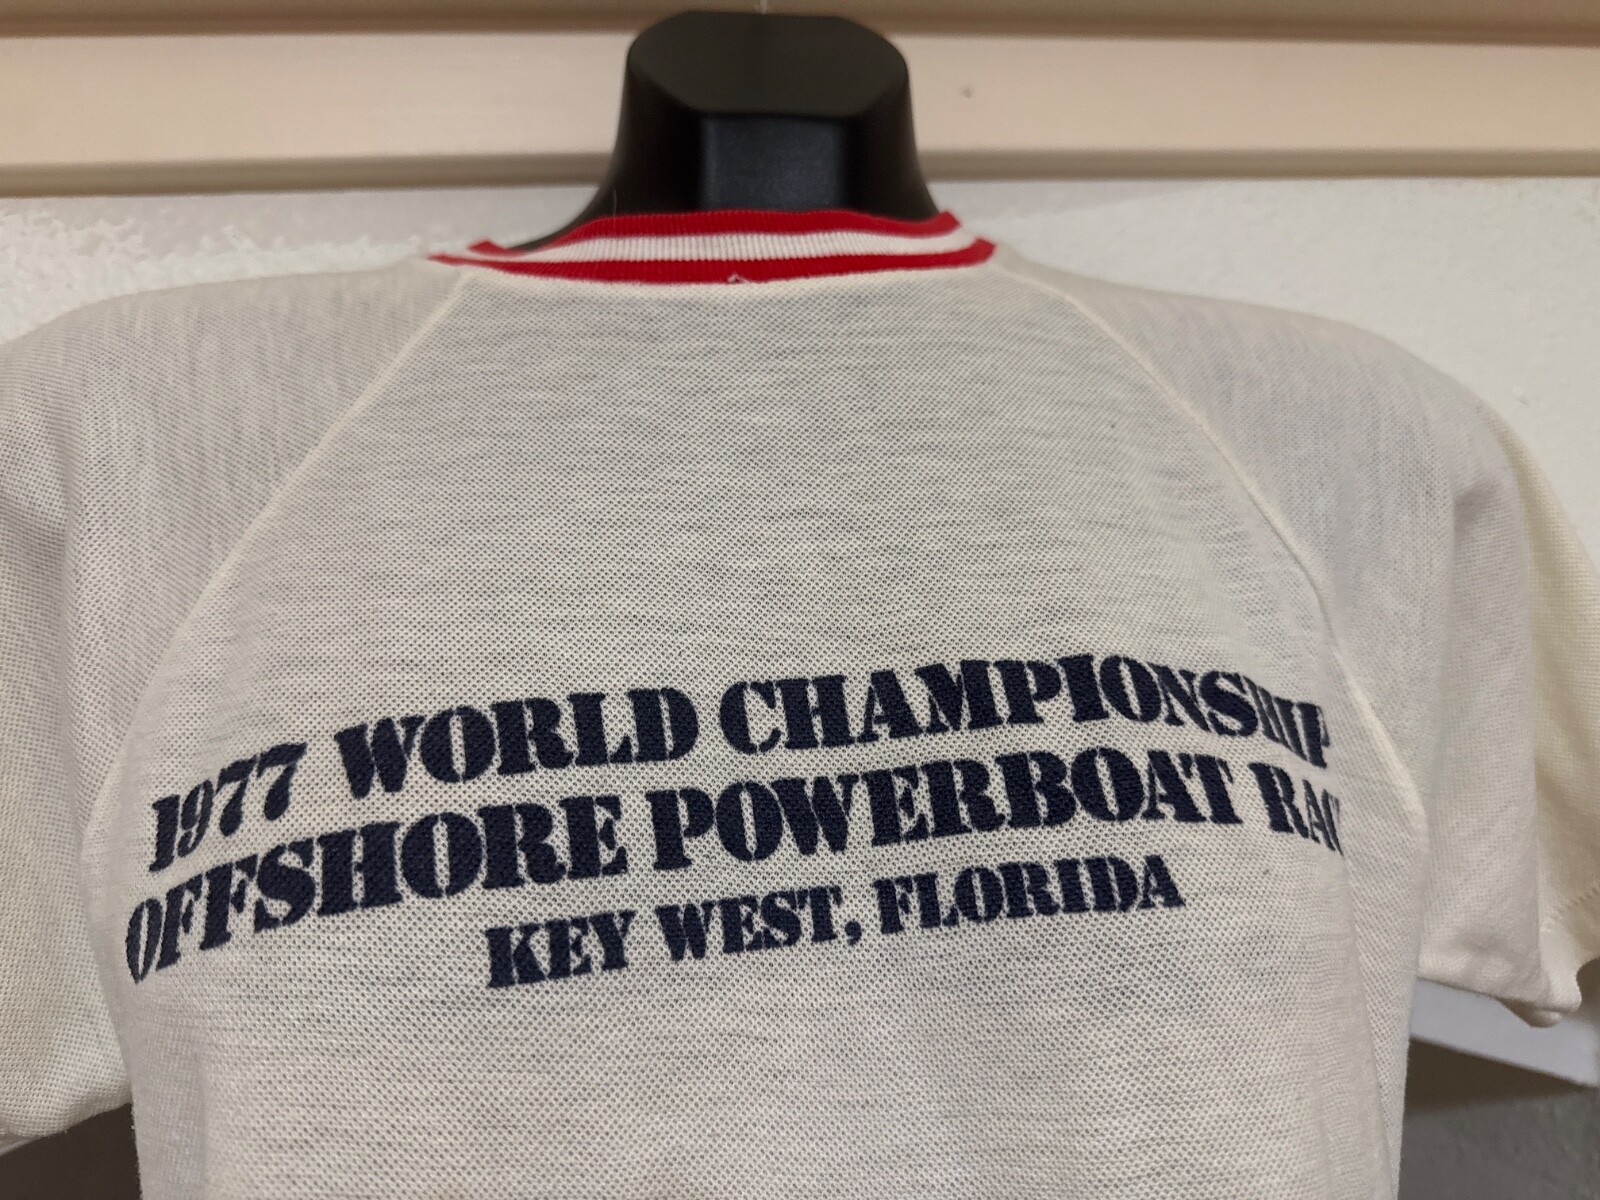 1977 WORLD CHAMPIONSHIP
OFFSHORE POWERBOAT RAC
KEY WEST, FLORIDA